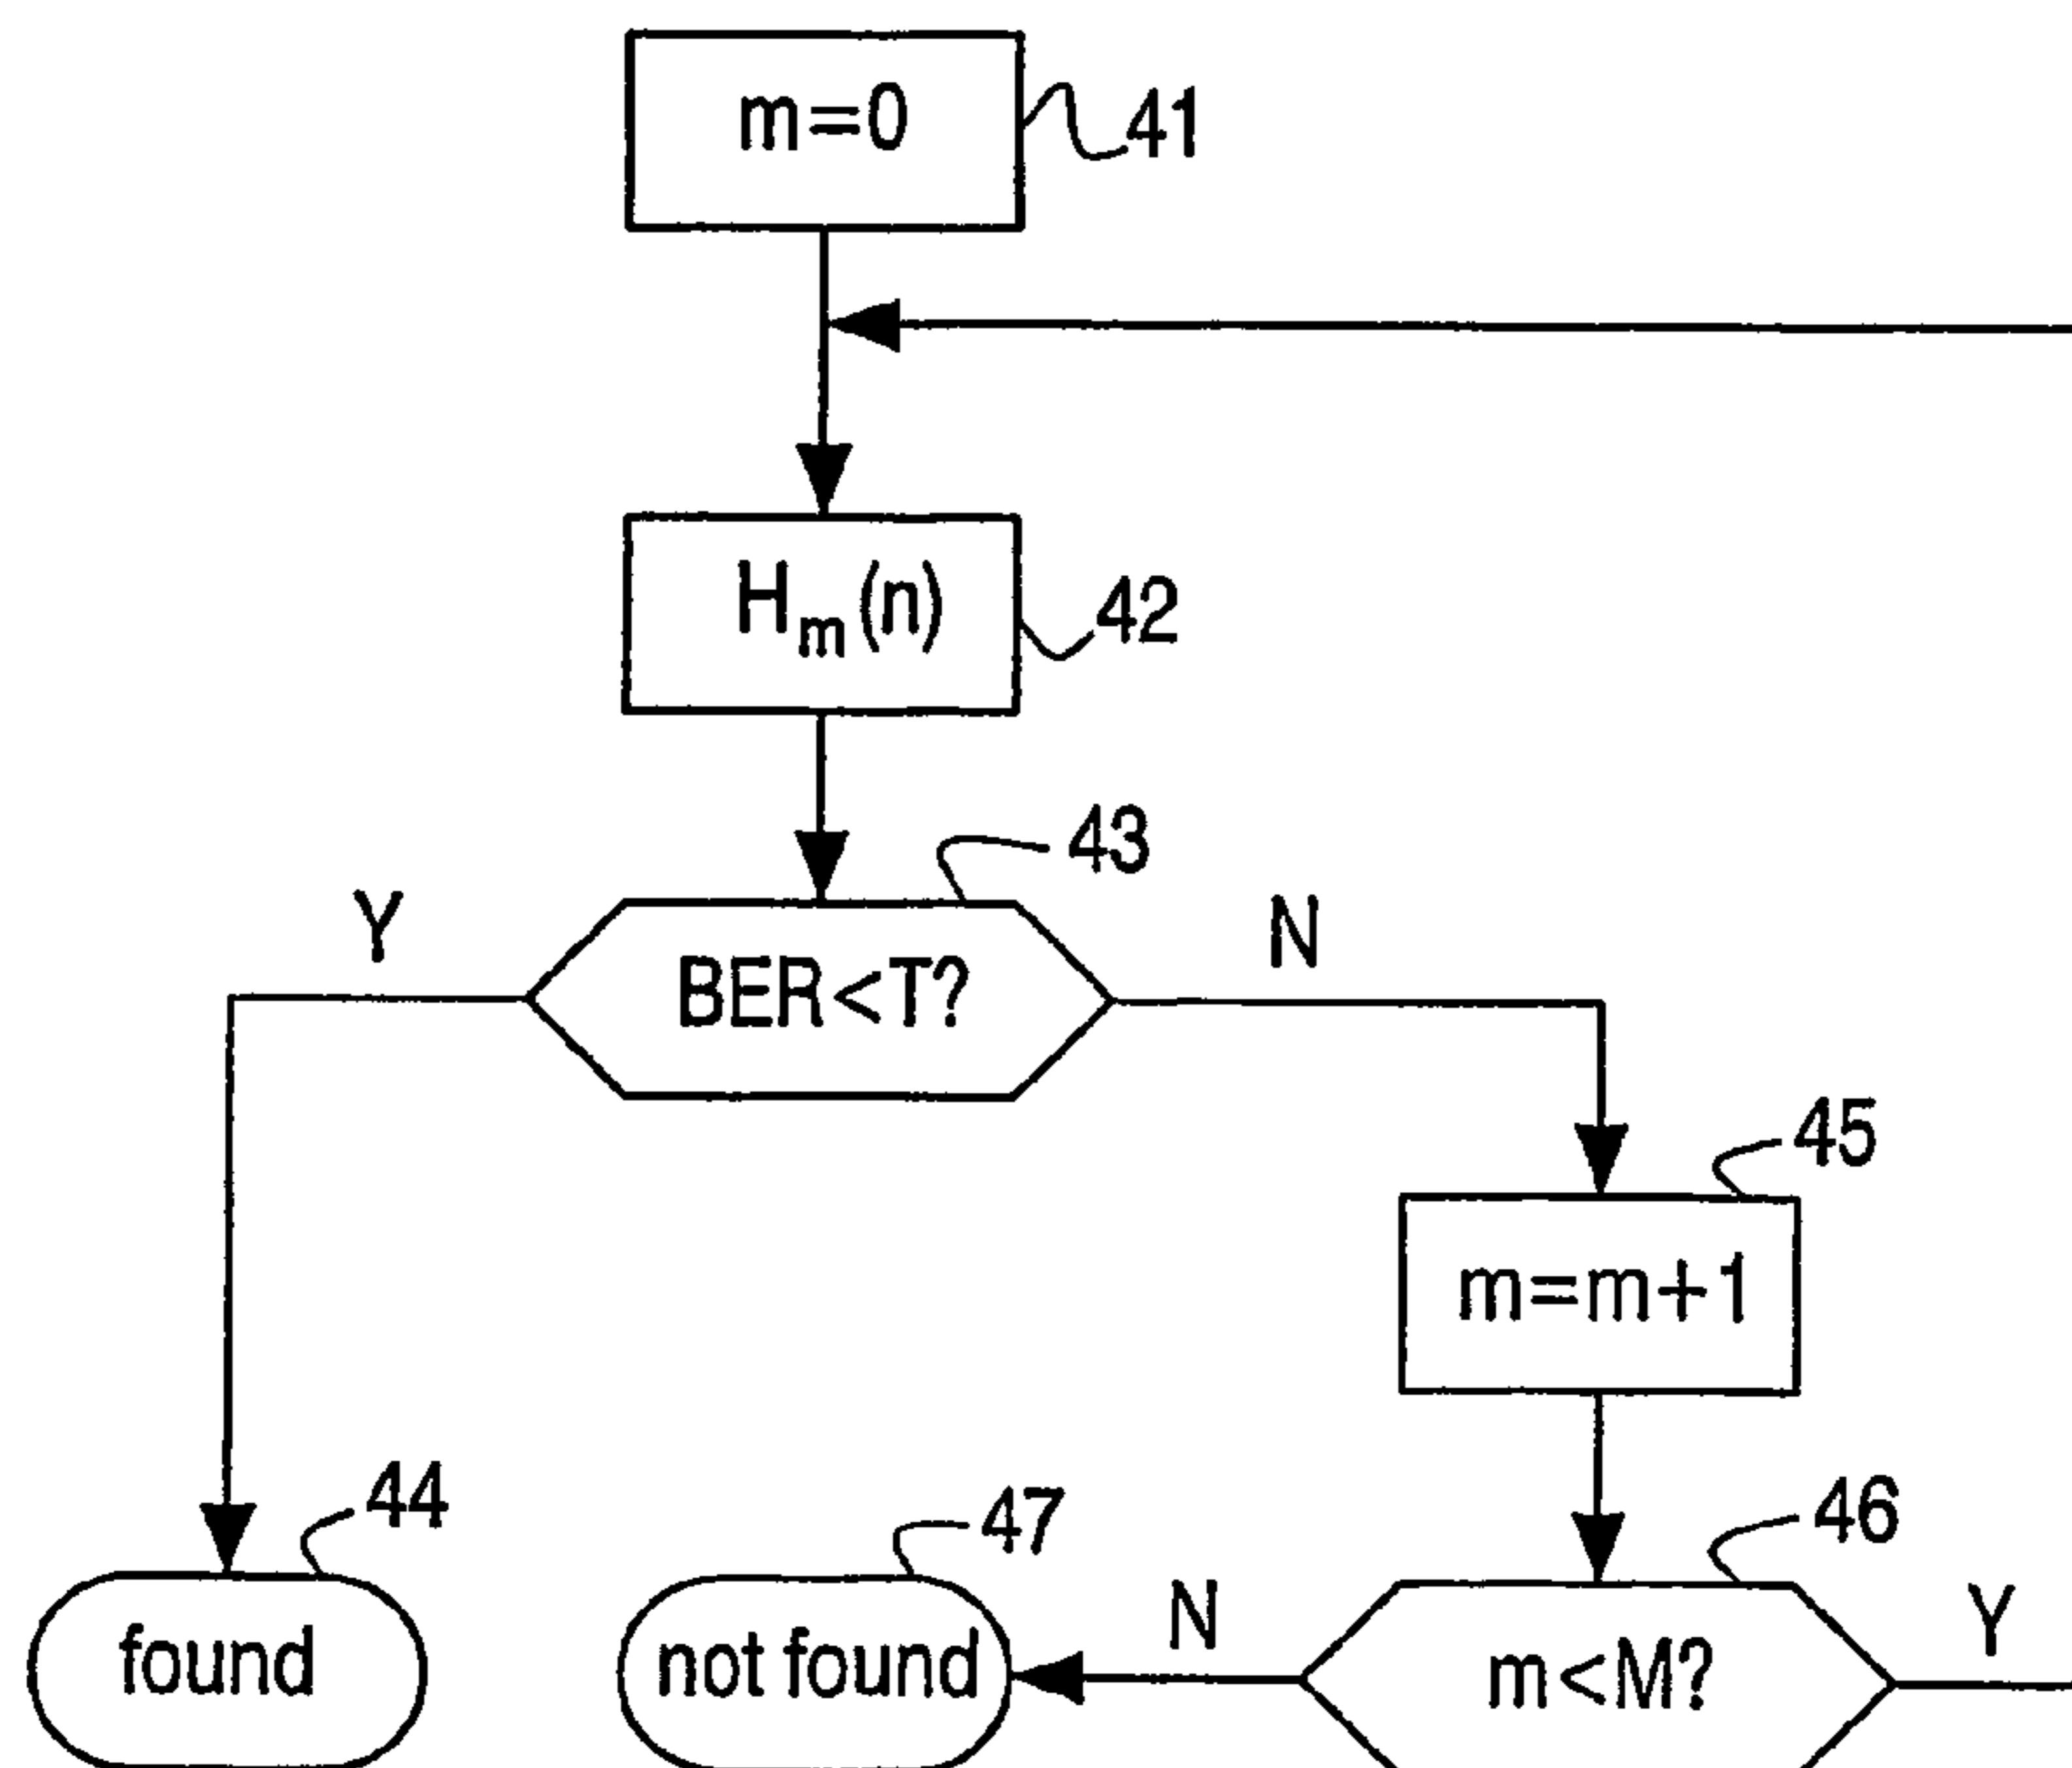 m=0
41
Hm(n)
42
43
Y
BER<T?
N
45
m=m+1
44
47
46
found
not found
N
m<M?
Y